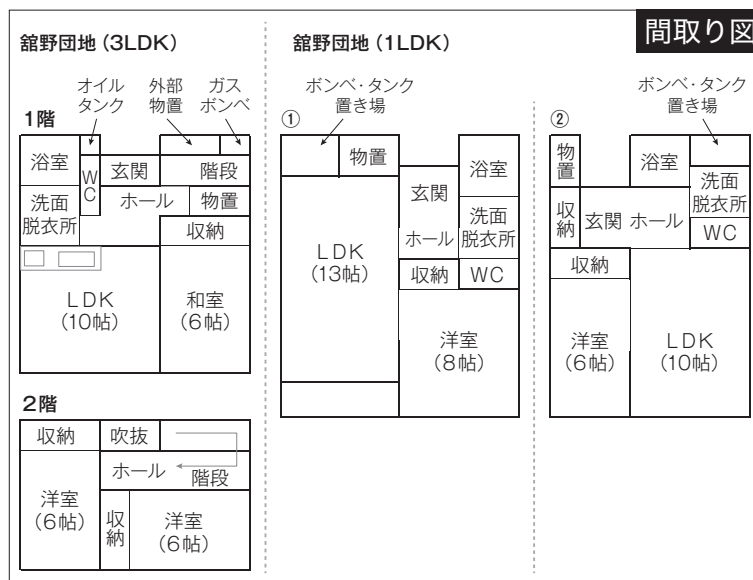 間取り図
舘野団地（3LDK）
オイル
タンク
外部
物置
ガス
ボンベ
1階
浴室
WC
玄関
階段
洗面
脱衣所
ホール
物置
収納
LDK
（10帖）
和室
（6帖）
2階
収納
吹抜
ホール
階段
洋室
（6帖）
収納
洋室
（6帖）
舘野団地（1LDK）
ボンベ・タンク
置き場
①
物置
浴室
玄関
LDK
（13帖）
ホール
洗面
脱衣所
収納
WC
洋室
（8帖）
ボンベ・タンク
置き場
②
物置
浴室
洗面
脱衣所
収納
玄関
ホール
WC
収納
洋室
（6帖）
LDK
（10帖）